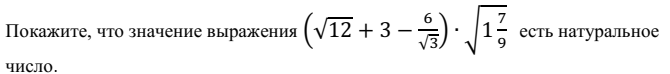 Покажите, что значение выражения (√12 + 3 − 6/√3) · √(1 7/9) есть натуральное
число.